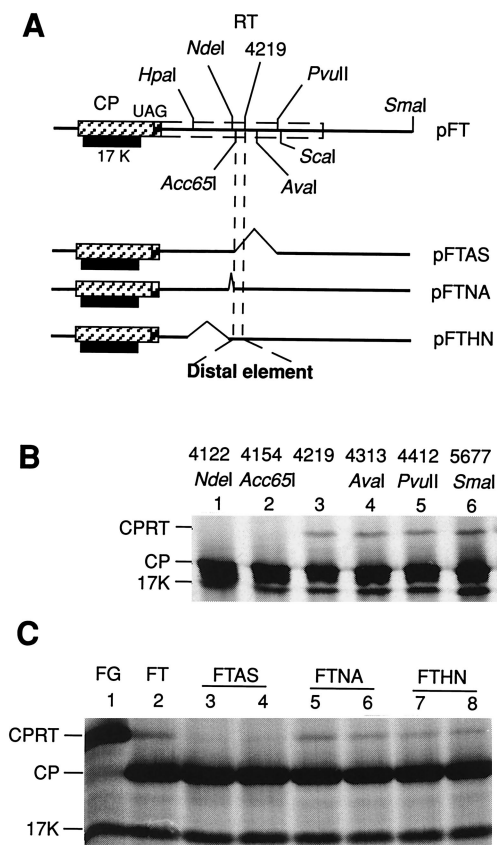 A
RT
NdeI 4219
HpaI PvuII
CP UAG SmaI
pFT
17 K
Acc65I AvaI ScaI
pFTAS
pFTNA
pFTHN
Distal element
B
4122 4154 4219 4313 4412 5677
NdeI Acc65I AvaI PvuII SmaI
1 2 3 4 5 6
CPRT
CP
17K
C
FG FT FTAS FTNA FTHN
1 2 3 4 5 6 7 8
CPRT
CP
17K